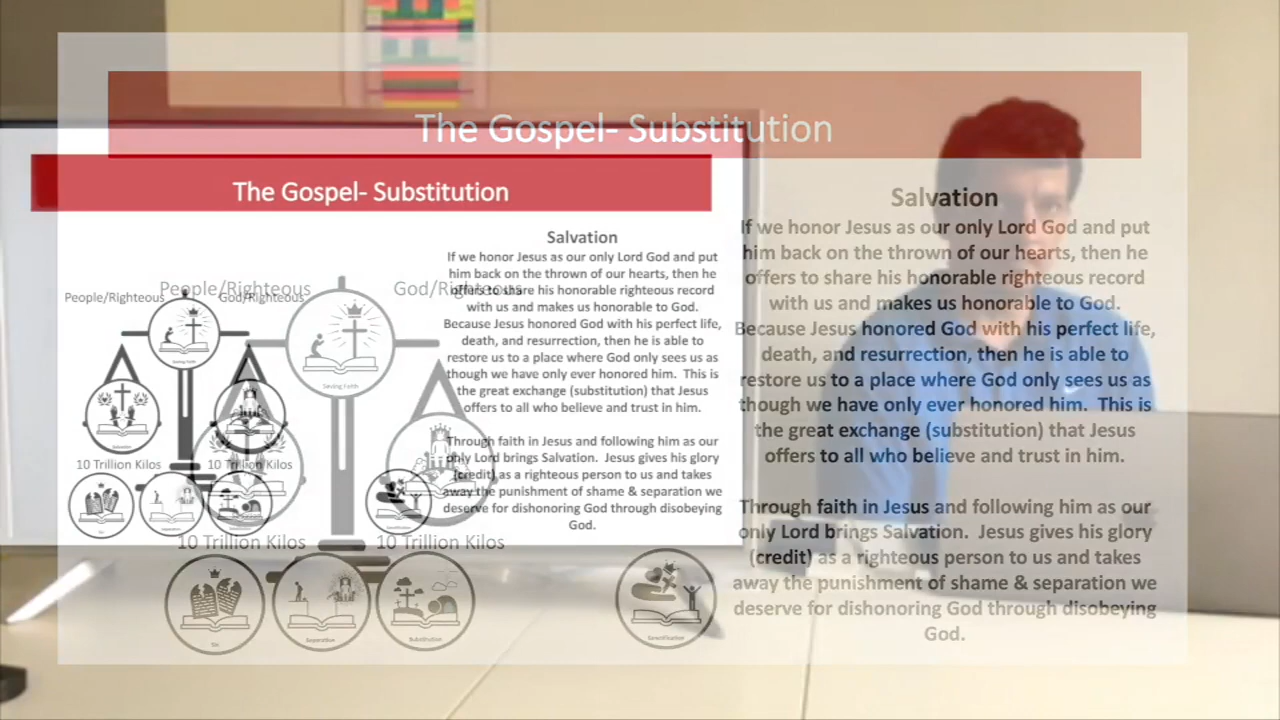 The Gospel- Substitution
The Gospel- Substitution
Salvation
If we honor Jesus as our only Lord God and put
him back on the thrown of our hearts, then he
offers to share his honorable righteous record
with us and makes us honorable to God.
Because Jesus honored God with his perfect life,
death, and resurrection, then he is able to
restore us to a place where God only sees us as
though we have only ever honored him.  This is
the great exchange (substitution) that Jesus
offers to all who believe and trust in him.
Through faith in Jesus and following him as our
only Lord brings Salvation.  Jesus gives his glory
(credit) as a righteous person to us and takes
away the punishment of shame & separation we
deserve for dishonoring God through disobeying
God.
People/Righteous
God/Righteous
Saving Faith
Salvation
10 Trillion Kilos
10 Trillion Kilos
Salvation
If we honor Jesus as our only Lord God and put
him back on the thrown of our hearts, then he
offers to share his honorable righteous record
with us and makes us honorable to God.
Because Jesus honored God with his perfect life,
death, and resurrection, then he is able to
restore us to a place where God only sees us as
though we have only ever honored him.  This is
the great exchange (substitution) that Jesus
offers to all who believe and trust in him.
Through faith in Jesus and following him as our
only Lord brings Salvation.  Jesus gives his glory
(credit) as a righteous person to us and takes
away the punishment of shame & separation we
deserve for dishonoring God through disobeying
God.
People/Righteous
God/Righteous
Saving Faith
10 Trillion Kilos
10 Trillion Kilos
Sin
Separation
Substitution
Sanctification